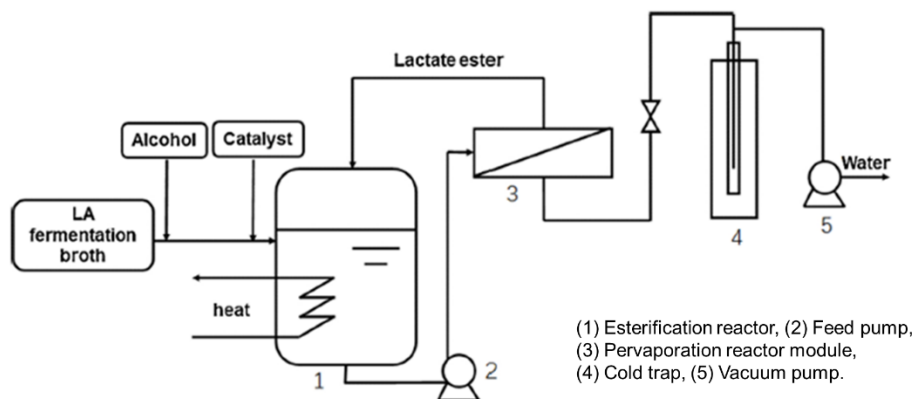 Lactate ester
Alcohol
Catalyst
LA
fermentation
broth
heat
Water
1
2
3
4
5
(1) Esterification reactor, (2) Feed pump,
(3) Pervaporation reactor module,
(4) Cold trap, (5) Vacuum pump.